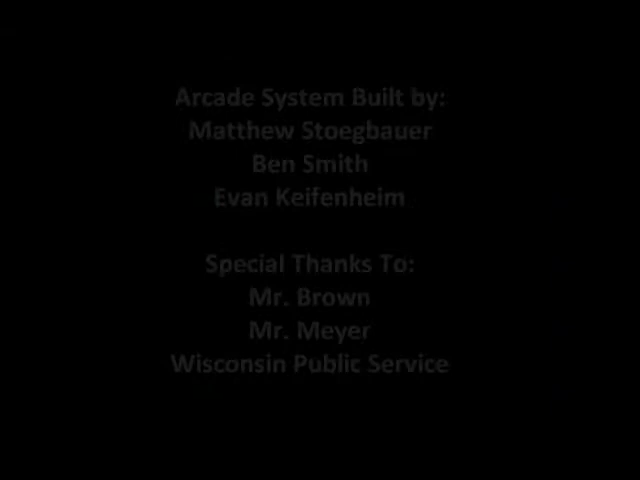 Arcade System Built by:
Matthew Stoegbauer
Ben Smith
Evan Keifenheim
Special Thanks To:
Mr. Brown
Mr. Meyer
Wisconsin Public Service